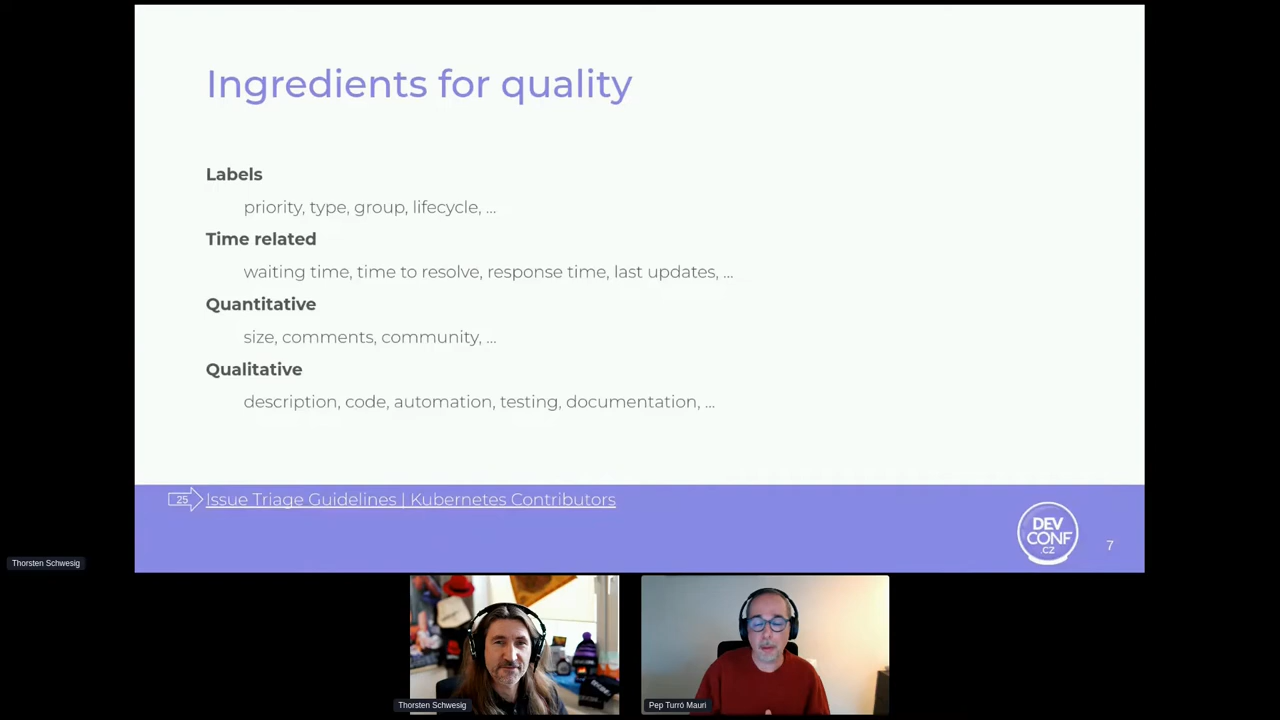 Ingredients for quality
Labels
priority, type, group, lifecycle, ...
Time related
waiting time, time to resolve, response time, last updates, ...
Quantitative
size, comments, community, ...
Qualitative
description, code, automation, testing, documentation, ...
25
Issue Triage Guidelines | Kubernetes Contributors
DEV
CONF
.CZ
7
Thorsten Schwesig
Thorsten Schwesig
Pep Turró Mauri